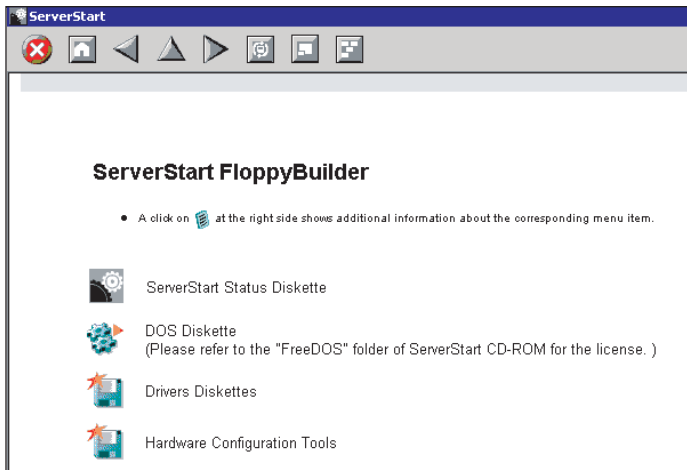 ServerStart
ServerStart FloppyBuilder
• A click on at the right side shows additional information about the corresponding menu item.
ServerStart Status Diskette
DOS Diskette
(Please refer to the "FreeDOS" folder of ServerStart CD-ROM for the license. )
Drivers Diskettes
Hardware Configuration Tools